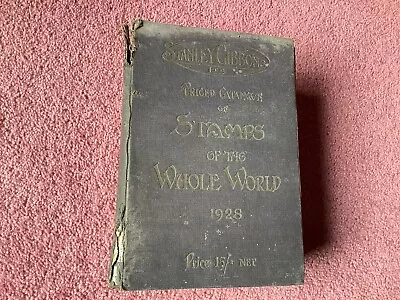 STANLEY GIBBONS
LTD
PRICED CATALOGUE
OF
STAMPS
OF THE
WHOLE WORLD
1928
Price 15/- NET